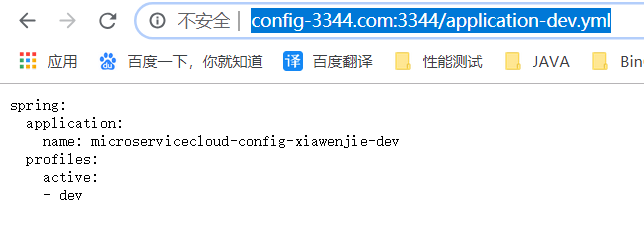 不安全 | config-3344.com:3344/application-dev.yml
应用 百度一下，你就知道 译 百度翻译 性能测试 JAVA Bin
spring:
  application:
    name: microservicecloud-config-xiawenjie-dev
  profiles:
    active:
    - dev